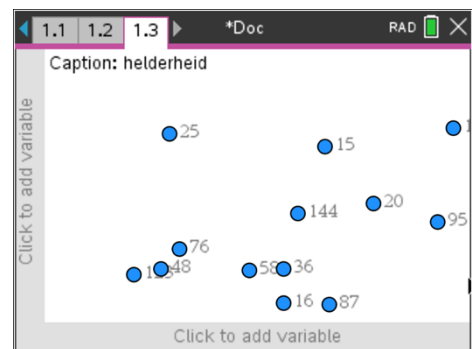 1.1 1.2 1.3 *Doc RAD
Caption: helderheid
Click to add variable
25
15
144
20
95
76
48
58
36
16
87
Click to add variable